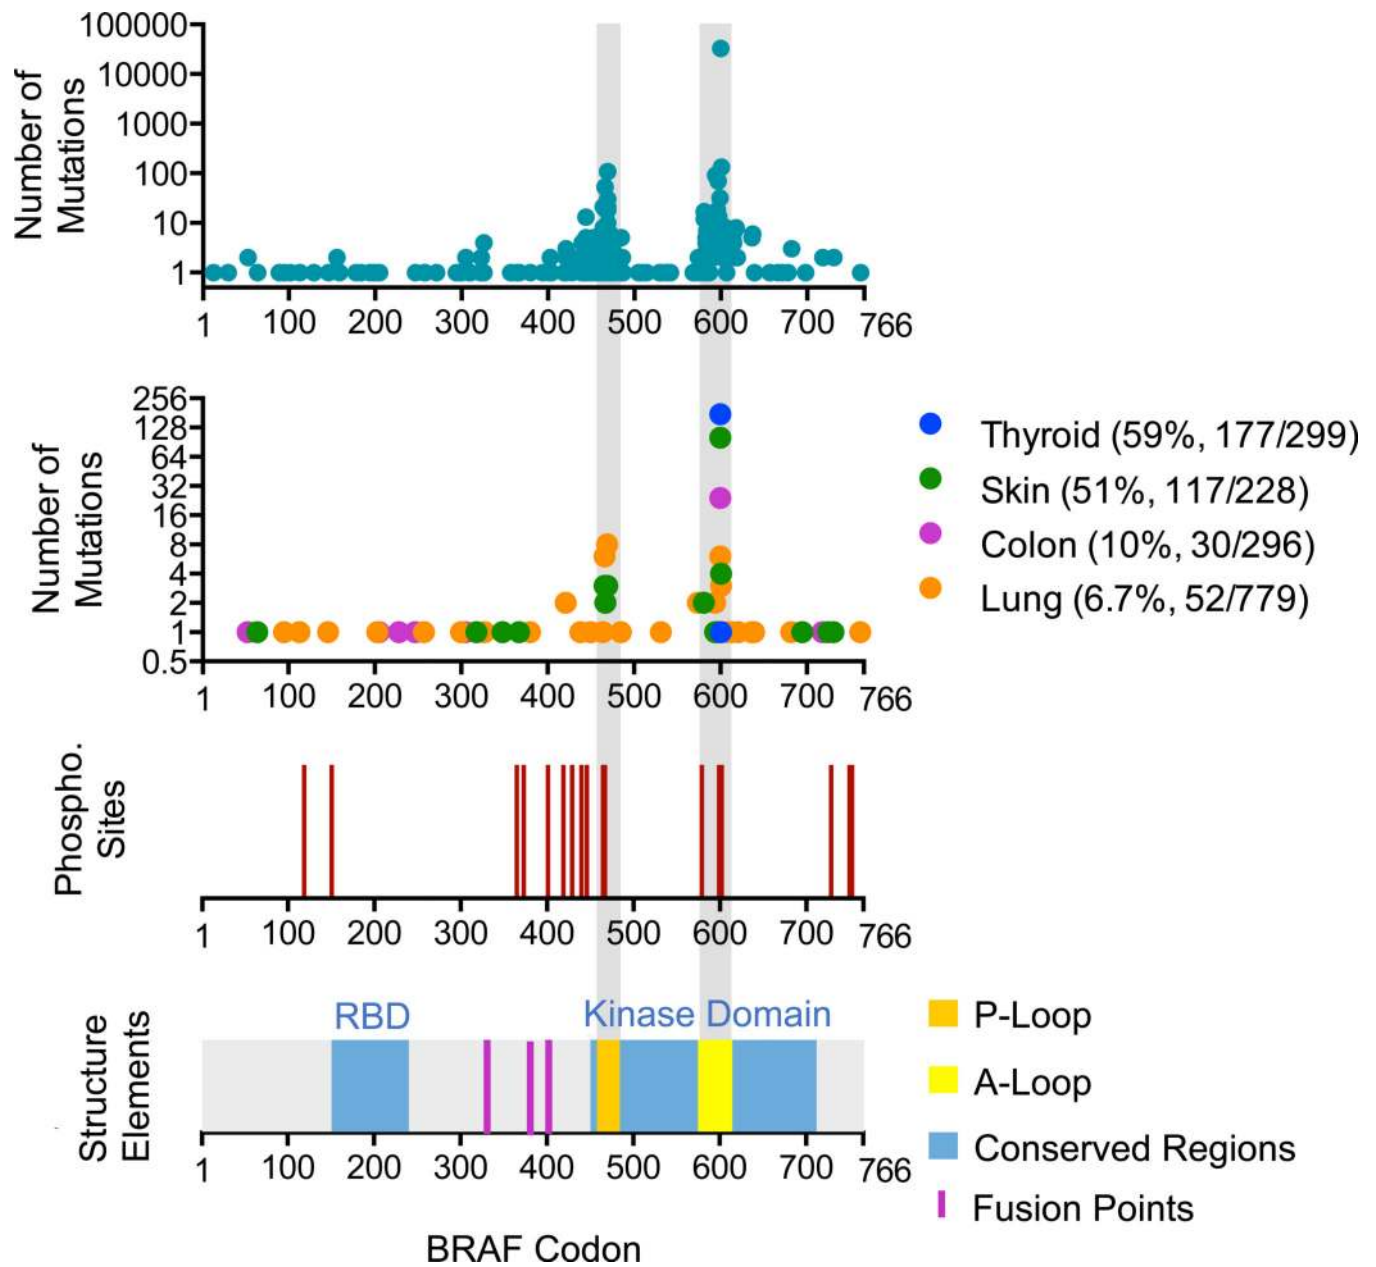 100000
10000
1000
100
10
1
Number of
Mutations
1 100 200 300 400 500 600 700 766
256
128
64
32
16
8
4
2
1
0.5
Number of
Mutations
1 100 200 300 400 500 600 700 766
Thyroid (59%, 177/299)
Skin (51%, 117/228)
Colon (10%, 30/296)
Lung (6.7%, 52/779)
Phospho.
Sites
1 100 200 300 400 500 600 700 766
RBD
Kinase Domain
Structure
Elements
1 100 200 300 400 500 600 700 766
P-Loop
A-Loop
Conserved Regions
Fusion Points
BRAF Codon